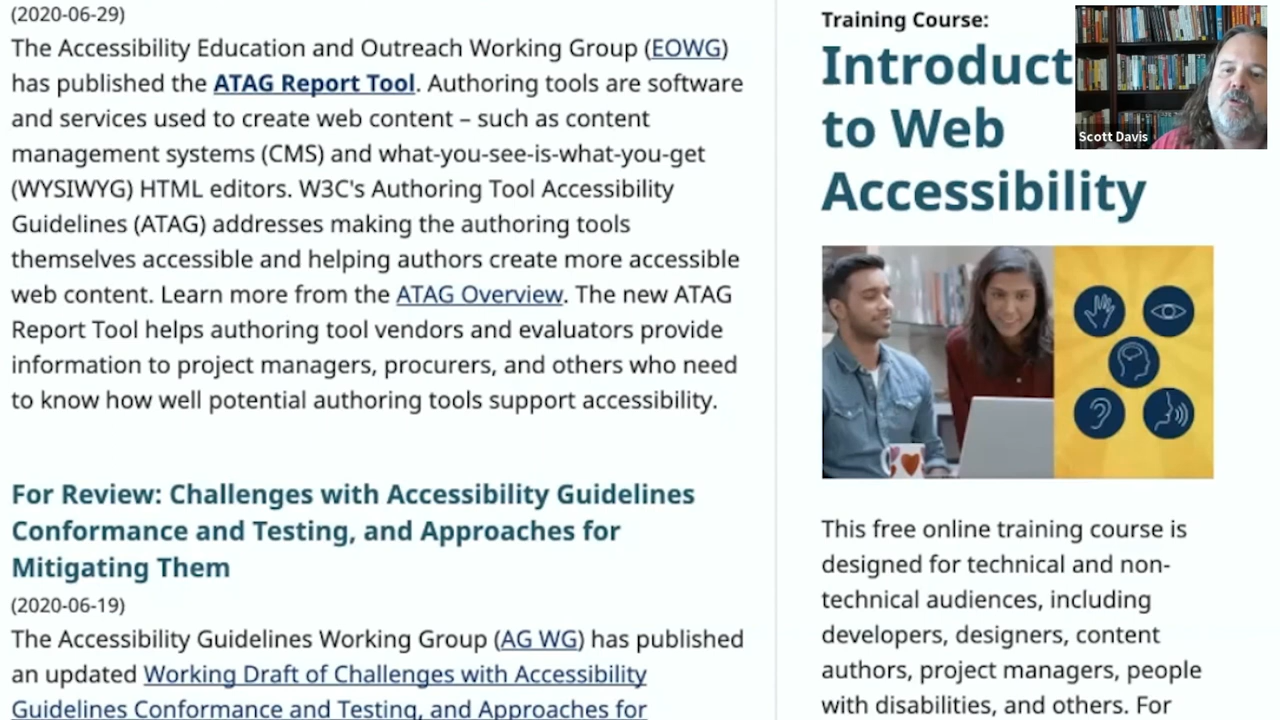 (2020-06-29)
The Accessibility Education and Outreach Working Group (EOWG)
has published the ATAG Report Tool. Authoring tools are software
and services used to create web content – such as content
management systems (CMS) and what-you-see-is-what-you-get
(WYSIWYG) HTML editors. W3C's Authoring Tool Accessibility
Guidelines (ATAG) addresses making the authoring tools
themselves accessible and helping authors create more accessible
web content. Learn more from the ATAG Overview. The new ATAG
Report Tool helps authoring tool vendors and evaluators provide
information to project managers, procurers, and others who need
to know how well potential authoring tools support accessibility.
For Review: Challenges with Accessibility Guidelines
Conformance and Testing, and Approaches for
Mitigating Them
(2020-06-19)
The Accessibility Guidelines Working Group (AG WG) has published
an updated Working Draft of Challenges with Accessibility
Guidelines Conformance and Testing, and Approaches for
Training Course:
Introduct
to Web
Accessibility
This free online training course is
designed for technical and non-
technical audiences, including
developers, designers, content
authors, project managers, people
with disabilities, and others. For
Scott Davis